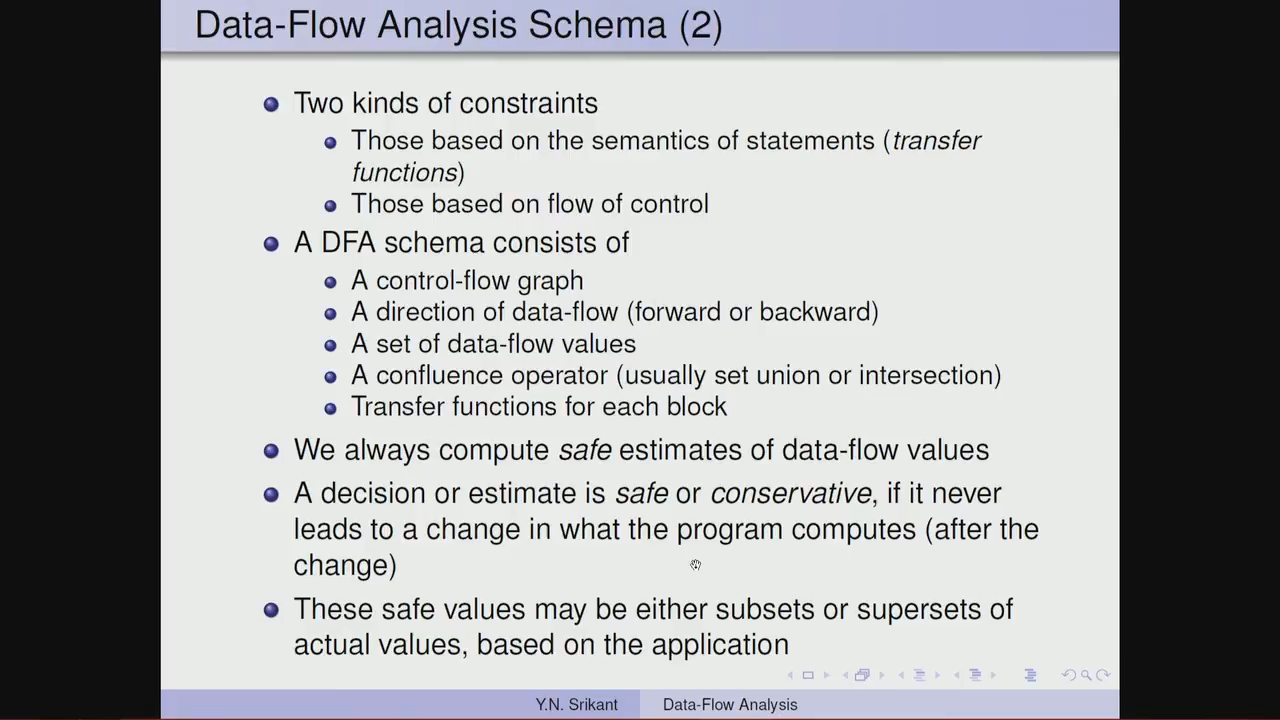 Data-Flow Analysis Schema (2)
Two kinds of constraints
Those based on the semantics of statements (transfer
functions)
Those based on flow of control
A DFA schema consists of
A control-flow graph
A direction of data-flow (forward or backward)
A set of data-flow values
A confluence operator (usually set union or intersection)
Transfer functions for each block
We always compute safe estimates of data-flow values
A decision or estimate is safe or conservative, if it never
leads to a change in what the program computes (after the
change)
These safe values may be either subsets or supersets of
actual values, based on the application
Y.N. Srikant Data-Flow Analysis